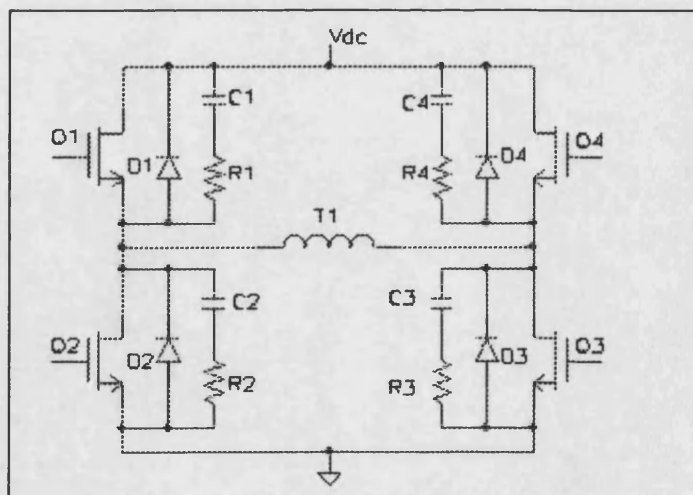 Vdc
C1 C4
Q1 D1 R1 R4 D4 Q4
T1
C2 C3
Q2 D2 R2 R3 D3 Q3